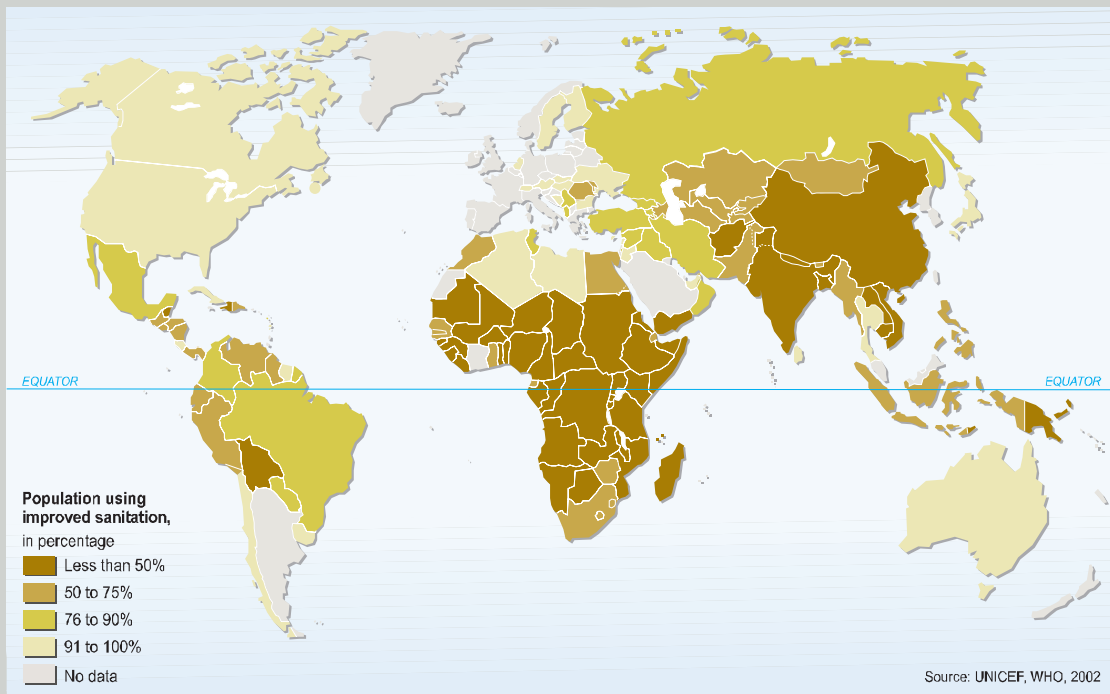 EQUATOR
EQUATOR
Population using
improved sanitation,
in percentage
Less than 50%
50 to 75%
76 to 90%
91 to 100%
No data
Source: UNICEF, WHO, 2002